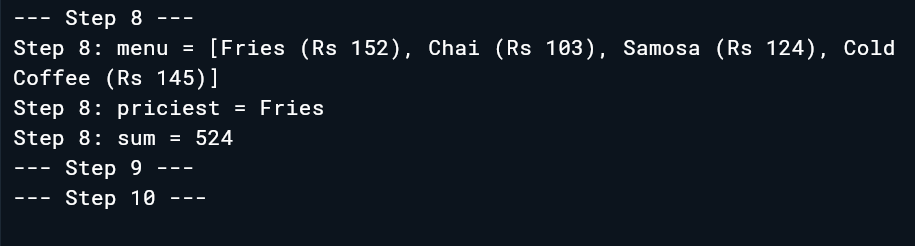 --- Step 8 ---
Step 8: menu = [Fries (Rs 152), Chai (Rs 103), Samosa (Rs 124), Cold
Coffee (Rs 145)]
Step 8: priciest = Fries
Step 8: sum = 524
--- Step 9 ---
--- Step 10 ---